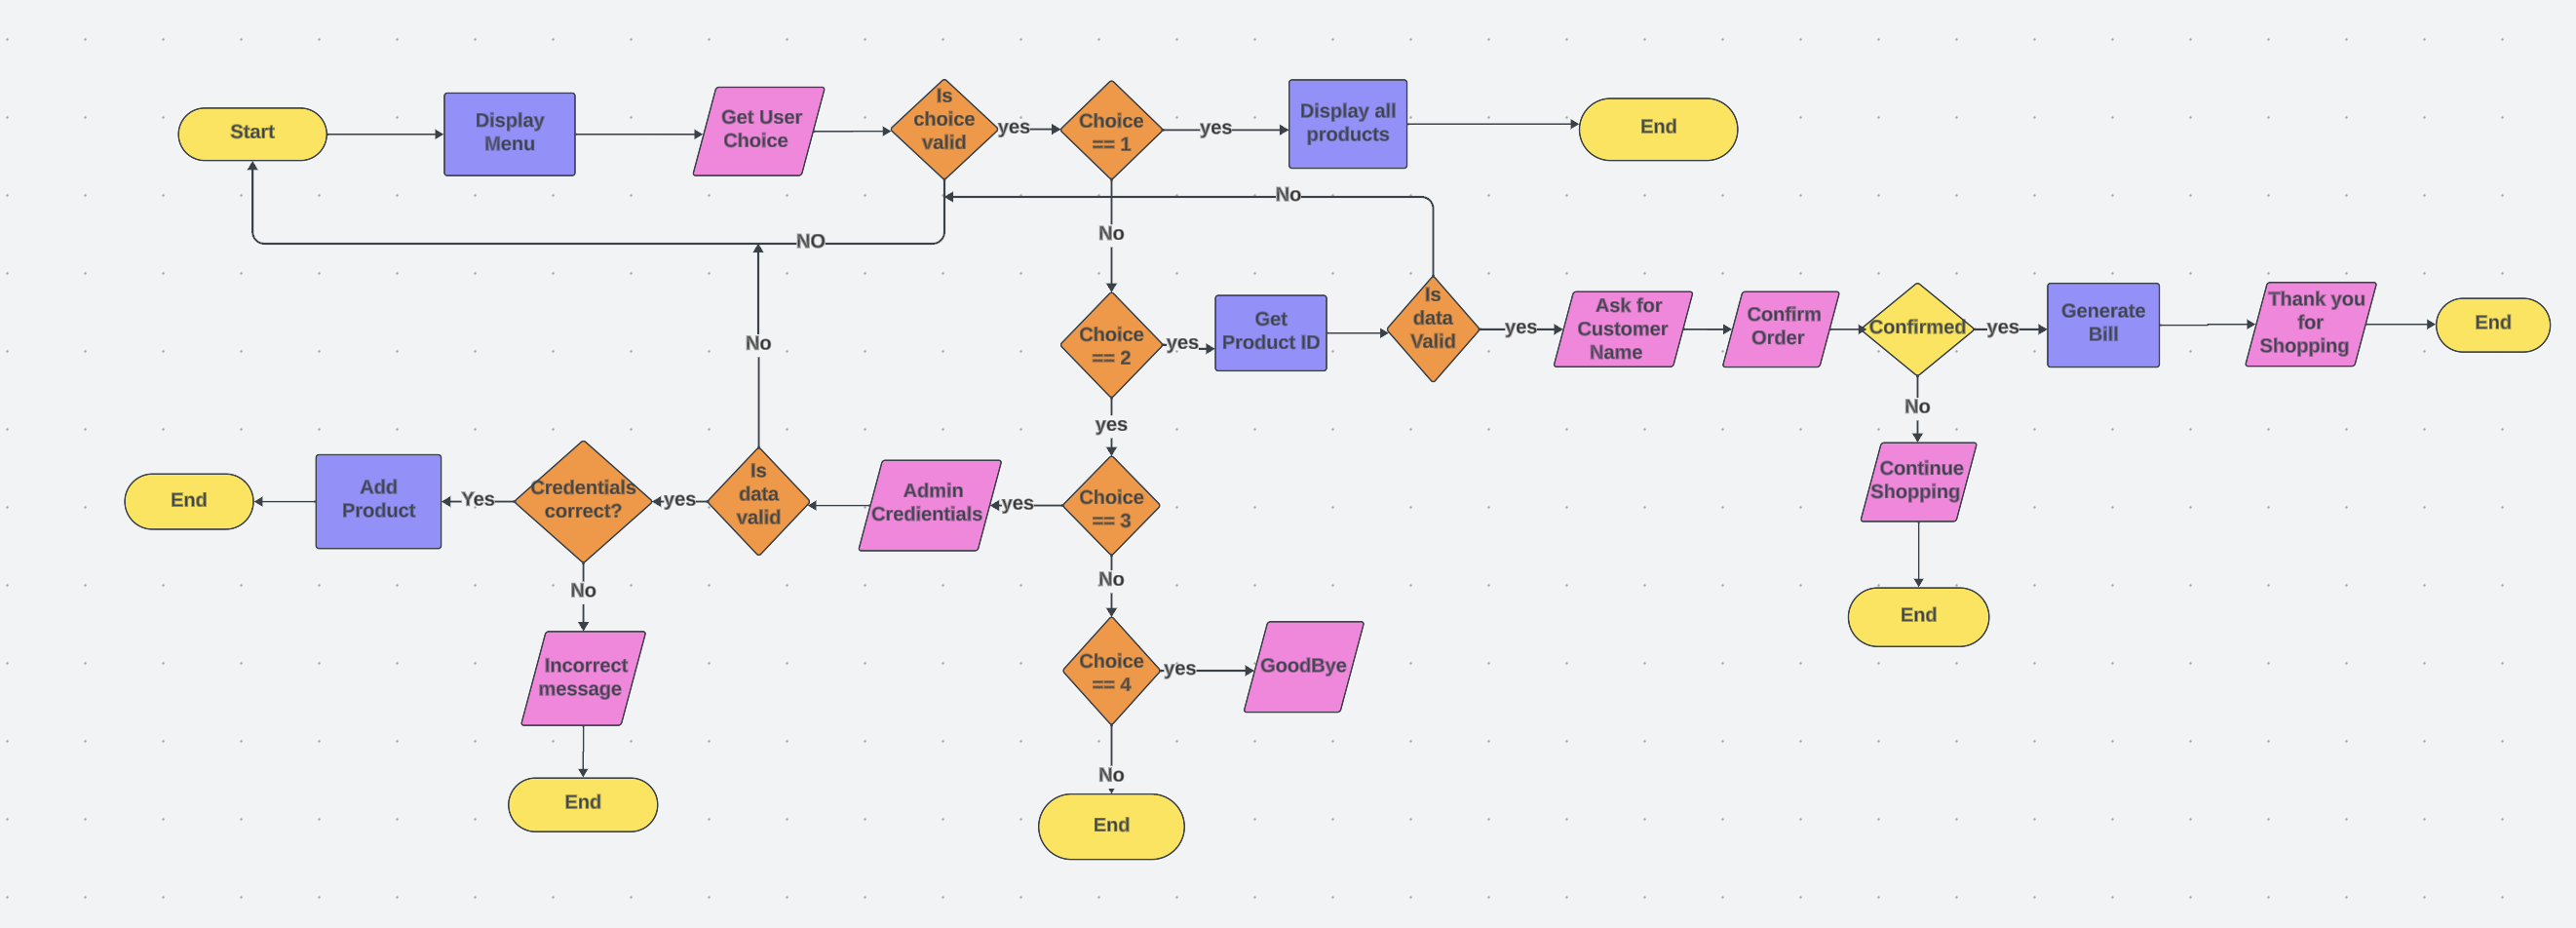 Start
Display
Menu
Get User
Choice
Is
choice
valid
yes
Choice
== 1
yes
Display all
products
End
No
NO
No
No
Choice
== 2
yes
Get
Product ID
Is
data
Valid
yes
Ask for
Customer
Name
Confirm
Order
Confirmed
yes
Generate
Bill
Thank you
for
Shopping
End
yes
No
Continue
Shopping
End
End
Add
Product
Yes
Credentials
correct?
yes
Is
data
valid
Admin
Credientials
yes
Choice
== 3
No
No
Incorrect
message
End
Choice
== 4
yes
GoodBye
No
End